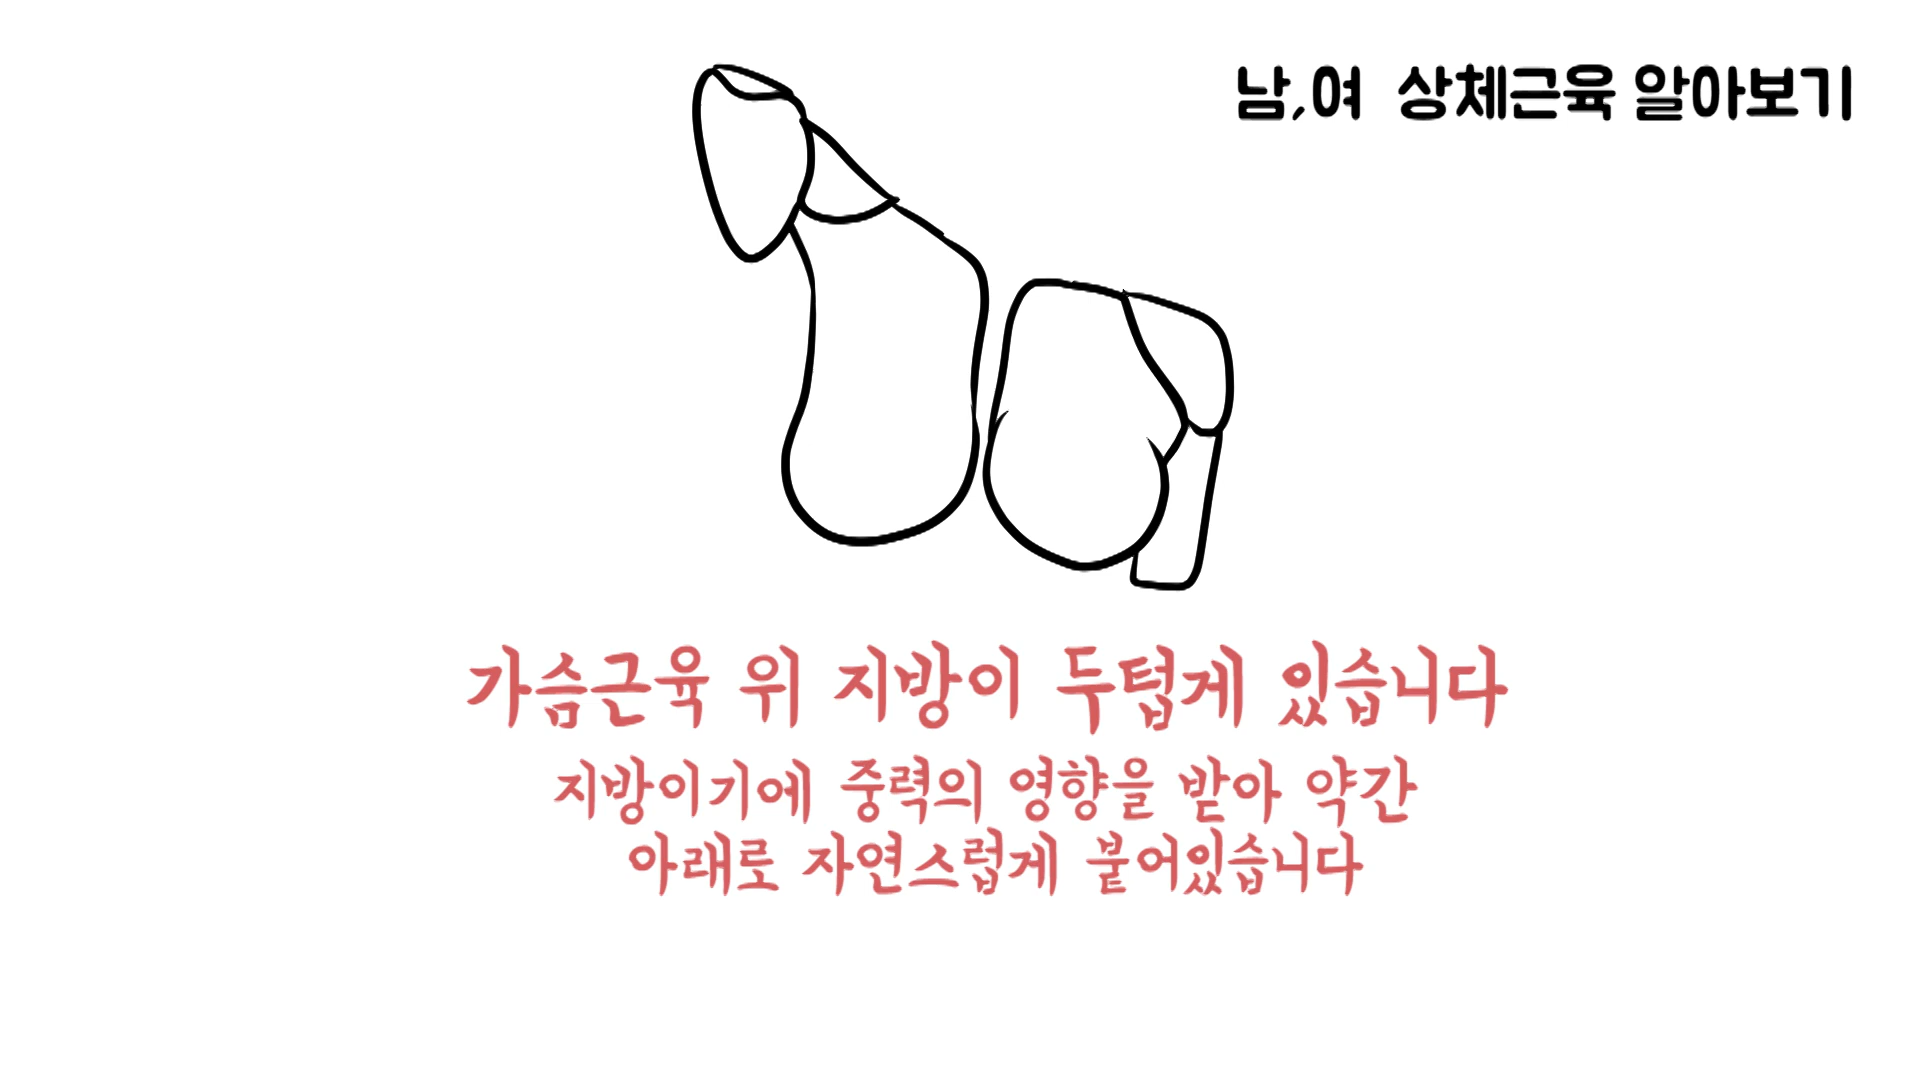 남,여 상체근육 알아보기
가슴근육 위 지방이 두텁게 있습니다
지방이기에 중력의 영향을 받아 약간
아래로 자연스럽게 붙어있습니다